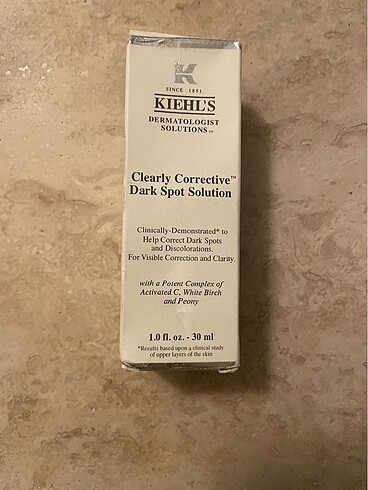 K
SINCE 1851
KIEHL'S
DERMATOLOGIST
SOLUTIONS™
Clearly Corrective™
Dark Spot Solution
Clinically-Demonstrated* to
Help Correct Dark Spots
and Discolorations.
For Visible Correction and Clarity.
with a Potent Complex of
Activated C, White Birch
and Peony
1.0 fl. oz. - 30 ml
*Results based upon a clinical study
of upper layers of the skin